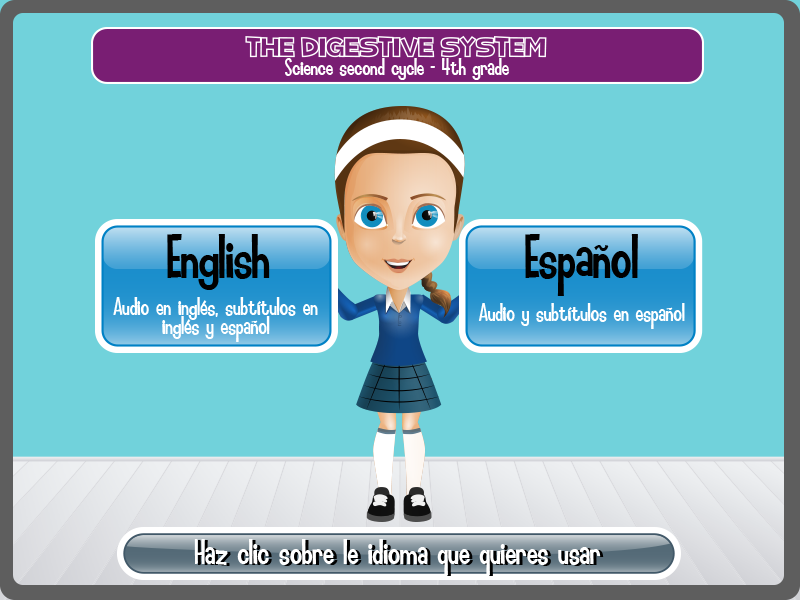 THE DIGESTIVE SYSTEM
Science second cycle - 4th grade
English
Audio en inglés, subtítulos en
inglés y español
Español
Audio y subtítulos en español
Haz clic sobre le idioma que quieres usar